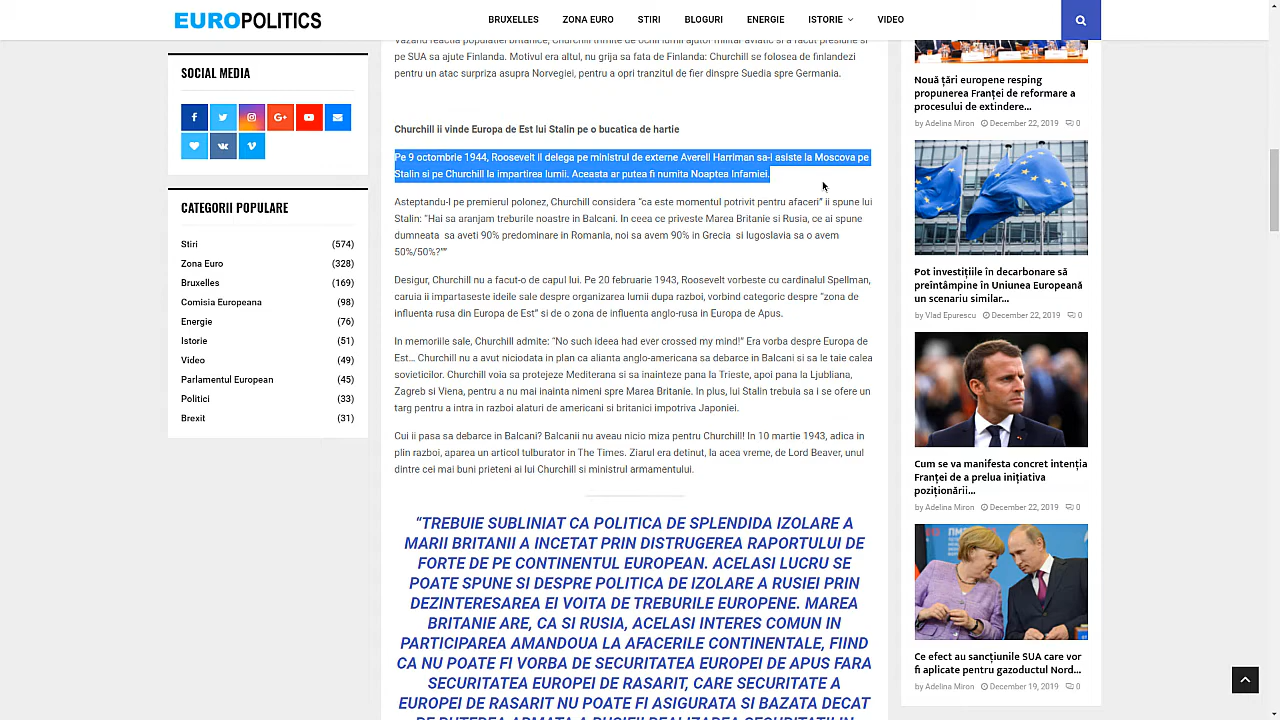 EUROPOLITICS
BRUXELLES
ZONA EURO
STIRI
BLOGURI
ENERGIE
ISTORIE
VIDEO
SOCIAL MEDIA
CATEGORII POPULARE
Stiri (574)
Zona Euro (328)
Bruxelles (169)
Comisia Europeana (98)
Energie (76)
Istorie (51)
Video (49)
Parlamentul European (45)
Politici (33)
Brexit (31)
pe SUA sa ajute Finlanda. Motivul era altul, nu grija sa fata de Finlanda: Churchill se folosea de finlandezi
pentru un atac surpriza asupra Norvegiei, pentru a opri tranzitul de fier dinspre Suedia spre Germania.
Churchill ii vinde Europa de Est lui Stalin pe o bucatica de hartie
Pe 9 octombrie 1944, Roosevelt il delega pe ministrul de externe Averell Harriman sa-i asiste la Moscova pe
Stalin si pe Churchill la impartirea lumii. Aceasta ar putea fi numita Noaptea Infamiei.
Asteptandu-l pe premierul polonez, Churchill considera “ca este momentul potrivit pentru afaceri” ii spune lui
Stalin: “Hai sa aranjam treburile noastre in Balcani. In ceea ce priveste Marea Britanie si Rusia, ce ai spune
dumneata sa aveti 90% predominare in Romania, noi sa avem 90% in Grecia si Iugoslavia sa o avem
50%/50%?””
Desigur, Churchill nu a facut-o de capul lui. Pe 20 februarie 1943, Roosevelt vorbeste cu cardinalul Spellman,
caruia ii impartaseste ideile sale despre organizarea lumii dupa razboi, vorbind categoric despre “zona de
influenta rusa din Europa de Est” si de o zona de influenta anglo-rusa in Europa de Apus.
In memoriile sale, Churchill admite: “No such ideea had ever crossed my mind!” Era vorba despre Europa de
Est... Churchill nu a avut niciodata in plan ca alianta anglo-americana sa debarce in Balcani si sa le taie calea
sovieticilor. Churchill voia sa protejeze Mediterana si sa inainteze pana la Trieste, apoi pana la Ljubliana,
Zagreb si Viena, pentru a nu mai inainta nimeni spre Marea Britanie. In plus, lui Stalin trebuia sa i se ofere un
targ pentru a intra in razboi alaturi de americani si britanici impotriva Japoniei.
Cui ii pasa sa debarce in Balcani? Balcanii nu aveau nicio miza pentru Churchill! In 10 martie 1943, adica in
plin razboi, aparea un articol tulburator in The Times. Ziarul era detinut, la acea vreme, de Lord Beaver, unul
dintre cei mai buni prieteni ai lui Churchill si ministrul armamentului.
“TREBUIE SUBLINIAT CA POLITICA DE SPLENDIDA IZOLARE A
MARII BRITANII A INCETAT PRIN DISTRUGEREA RAPORTULUI DE
FORTE DE PE CONTINENTUL EUROPEAN. ACELASI LUCRU SE
POATE SPUNE SI DESPRE POLITICA DE IZOLARE A RUSIEI PRIN
DEZINTERESAREA EI VOITA DE TREBURILE EUROPENE. MAREA
BRITANIE ARE, CA SI RUSIA, ACELASI INTERES COMUN IN
PARTICIPAREA AMANDOUA LA AFACERILE CONTINENTALE, FIIND
CA NU POATE FI VORBA DE SECURITATEA EUROPEI DE APUS FARA
SECURITATEA EUROPEI DE RASARIT, CARE SECURITATE A
EUROPEI DE RASARIT NU POATE FI ASIGURATA SI BAZATA DECAT
Nouă țări europene resping
propunerea Franței de reformare a
procesului de extindere...
by Adelina Miron December 22, 2019 0
Pot investițiile în decarbonare să
preîntâmpine în Uniunea Europeană
un scenariu similar...
by Vlad Epurescu December 22, 2019 0
Cum se va manifesta concret intenția
Franței de a prelua inițiativa
poziționării...
by Adelina Miron December 22, 2019 0
Ce efect au sancțiunile SUA care vor
fi aplicate pentru gazoductul Nord...
by Adelina Miron December 19, 2019 0